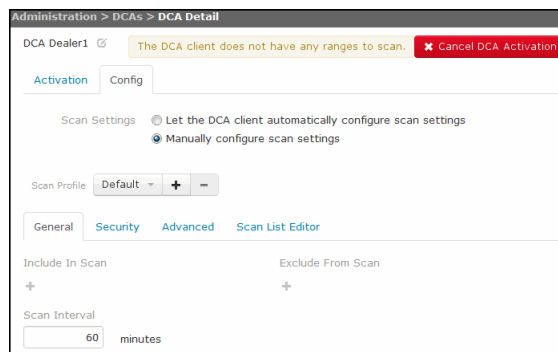 Administration > DCAs > DCA Detail
DCA Dealer1 The DCA client does not have any ranges to scan. ✖ Cancel DCA Activation
Activation Config
Scan Settings Let the DCA client automatically configure scan settings
Manually configure scan settings
Scan Profile Default + −
General Security Advanced Scan List Editor
Include In Scan Exclude From Scan
+ +
Scan Interval
60 minutes